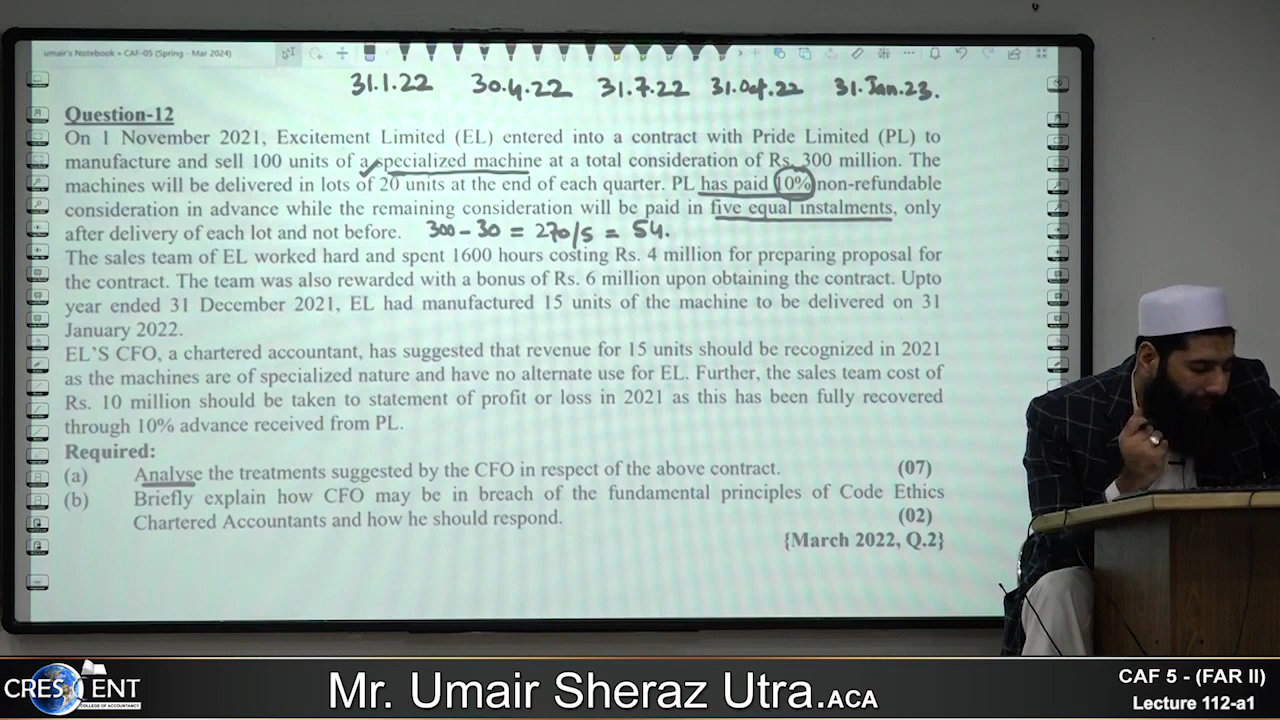 umair's Notebook » CAF-05 (Spring - Mar 2024)
31.1.22 30.4.22 31.7.22 31.Oct.22 31.Jan.23.
Question-12
On 1 November 2021, Excitement Limited (EL) entered into a contract with Pride Limited (PL) to
manufacture and sell 100 units of a specialized machine at a total consideration of Rs. 300 million. The
machines will be delivered in lots of 20 units at the end of each quarter. PL has paid 10% non-refundable
consideration in advance while the remaining consideration will be paid in five equal instalments, only
after delivery of each lot and not before. 300 - 30 = 270/5 = 54.
The sales team of EL worked hard and spent 1600 hours costing Rs. 4 million for preparing proposal for
the contract. The team was also rewarded with a bonus of Rs. 6 million upon obtaining the contract. Upto
year ended 31 December 2021, EL had manufactured 15 units of the machine to be delivered on 31
January 2022.
EL'S CFO, a chartered accountant, has suggested that revenue for 15 units should be recognized in 2021
as the machines are of specialized nature and have no alternate use for EL. Further, the sales team cost of
Rs. 10 million should be taken to statement of profit or loss in 2021 as this has been fully recovered
through 10% advance received from PL.
Required:
(a) Analyse the treatments suggested by the CFO in respect of the above contract. (07)
(b) Briefly explain how CFO may be in breach of the fundamental principles of Code Ethics
Chartered Accountants and how he should respond. (02)
{March 2022, Q.2}
CRESCENT
COLLEGE OF ACCOUNTANCY
Mr. Umair Sheraz Utra.ACA
CAF 5 - (FAR II)
Lecture 112-a1